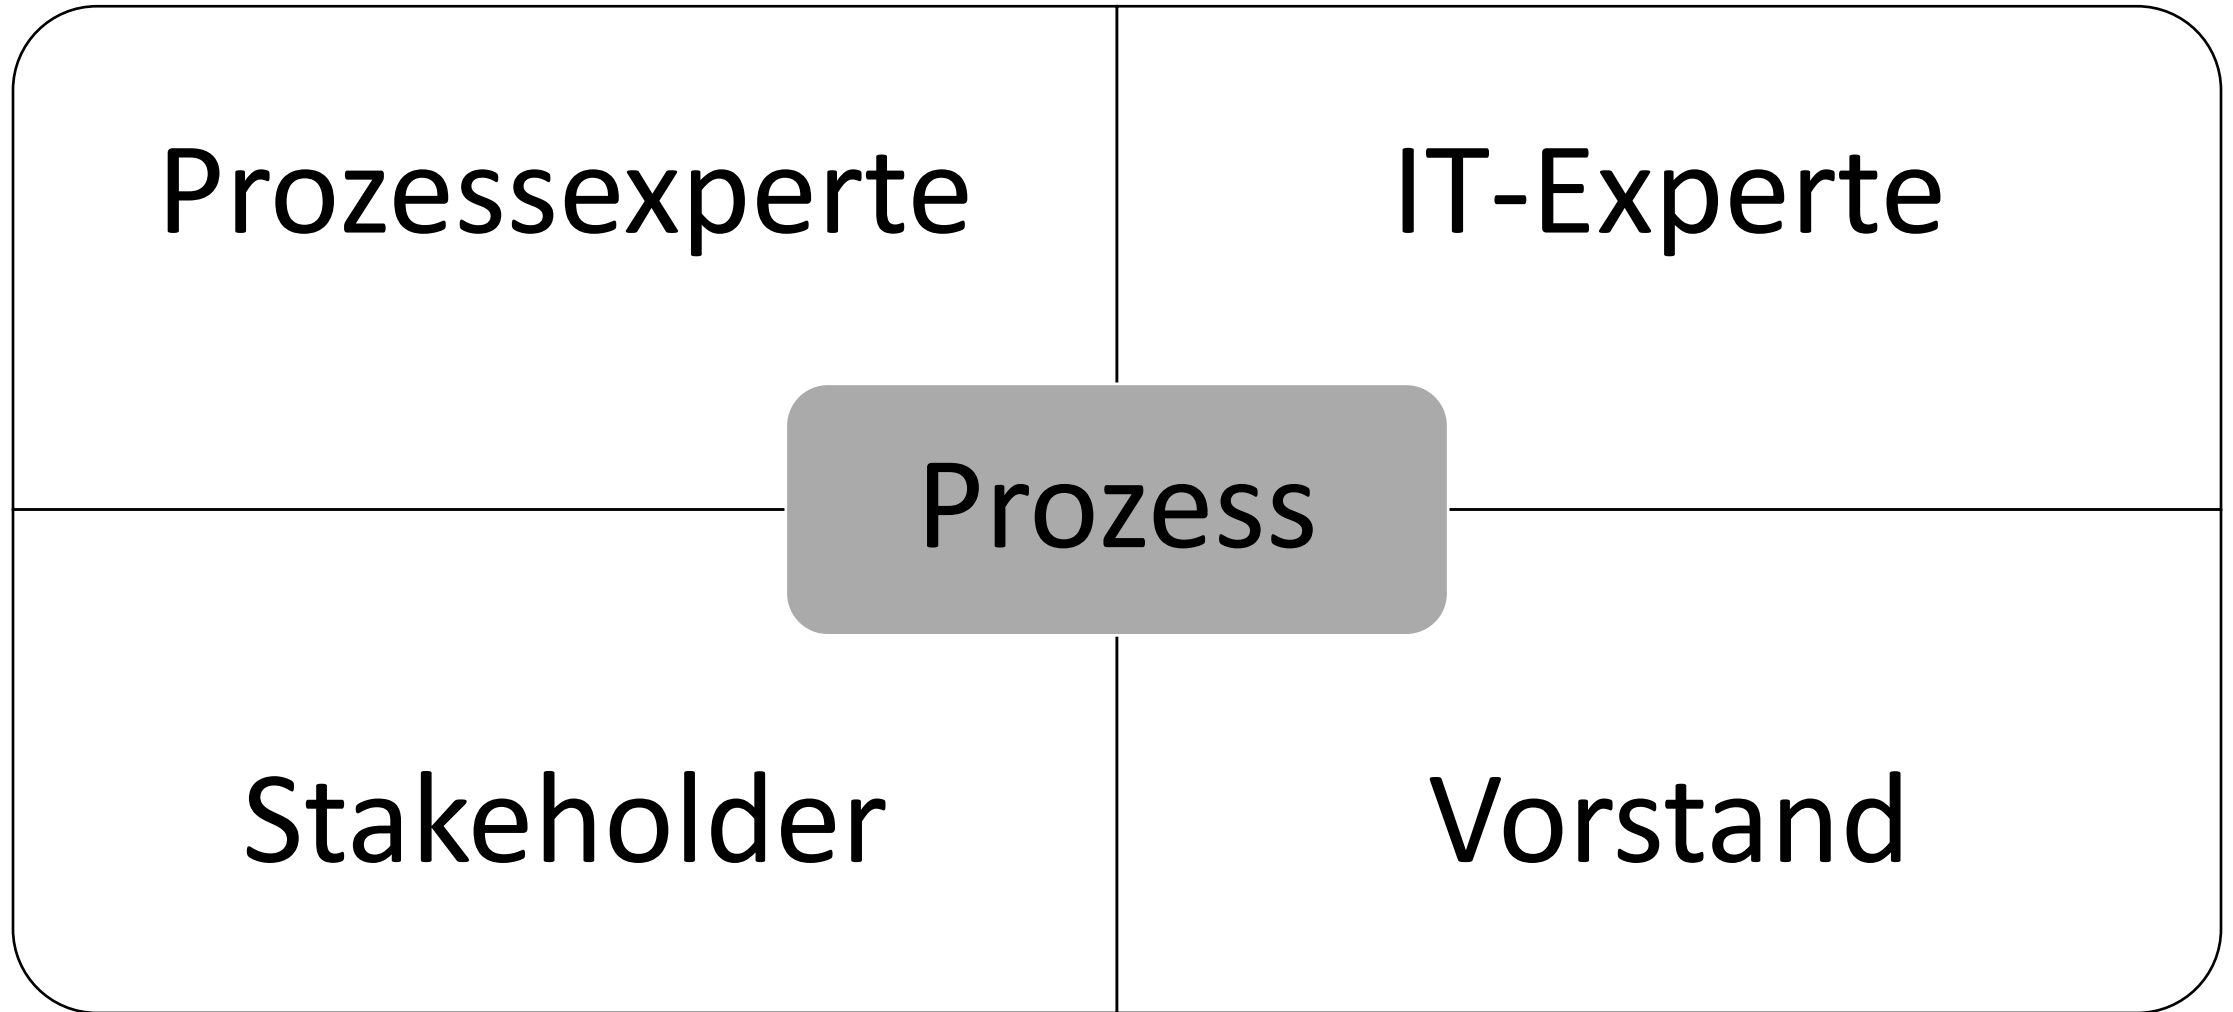 Prozessexperte
IT-Experte
Prozess
Stakeholder
Vorstand